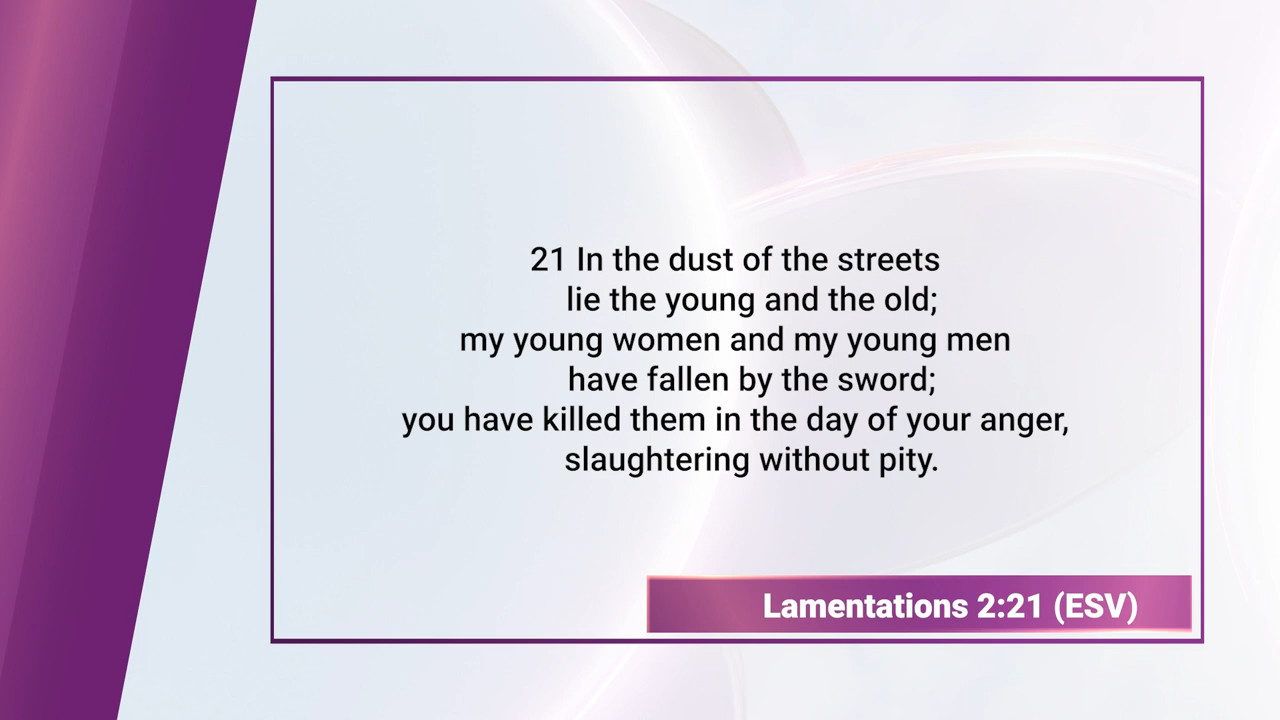 21 In the dust of the streets
lie the young and the old;
my young women and my young men
have fallen by the sword;
you have killed them in the day of your anger,
slaughtering without pity.
Lamentations 2:21 (ESV)